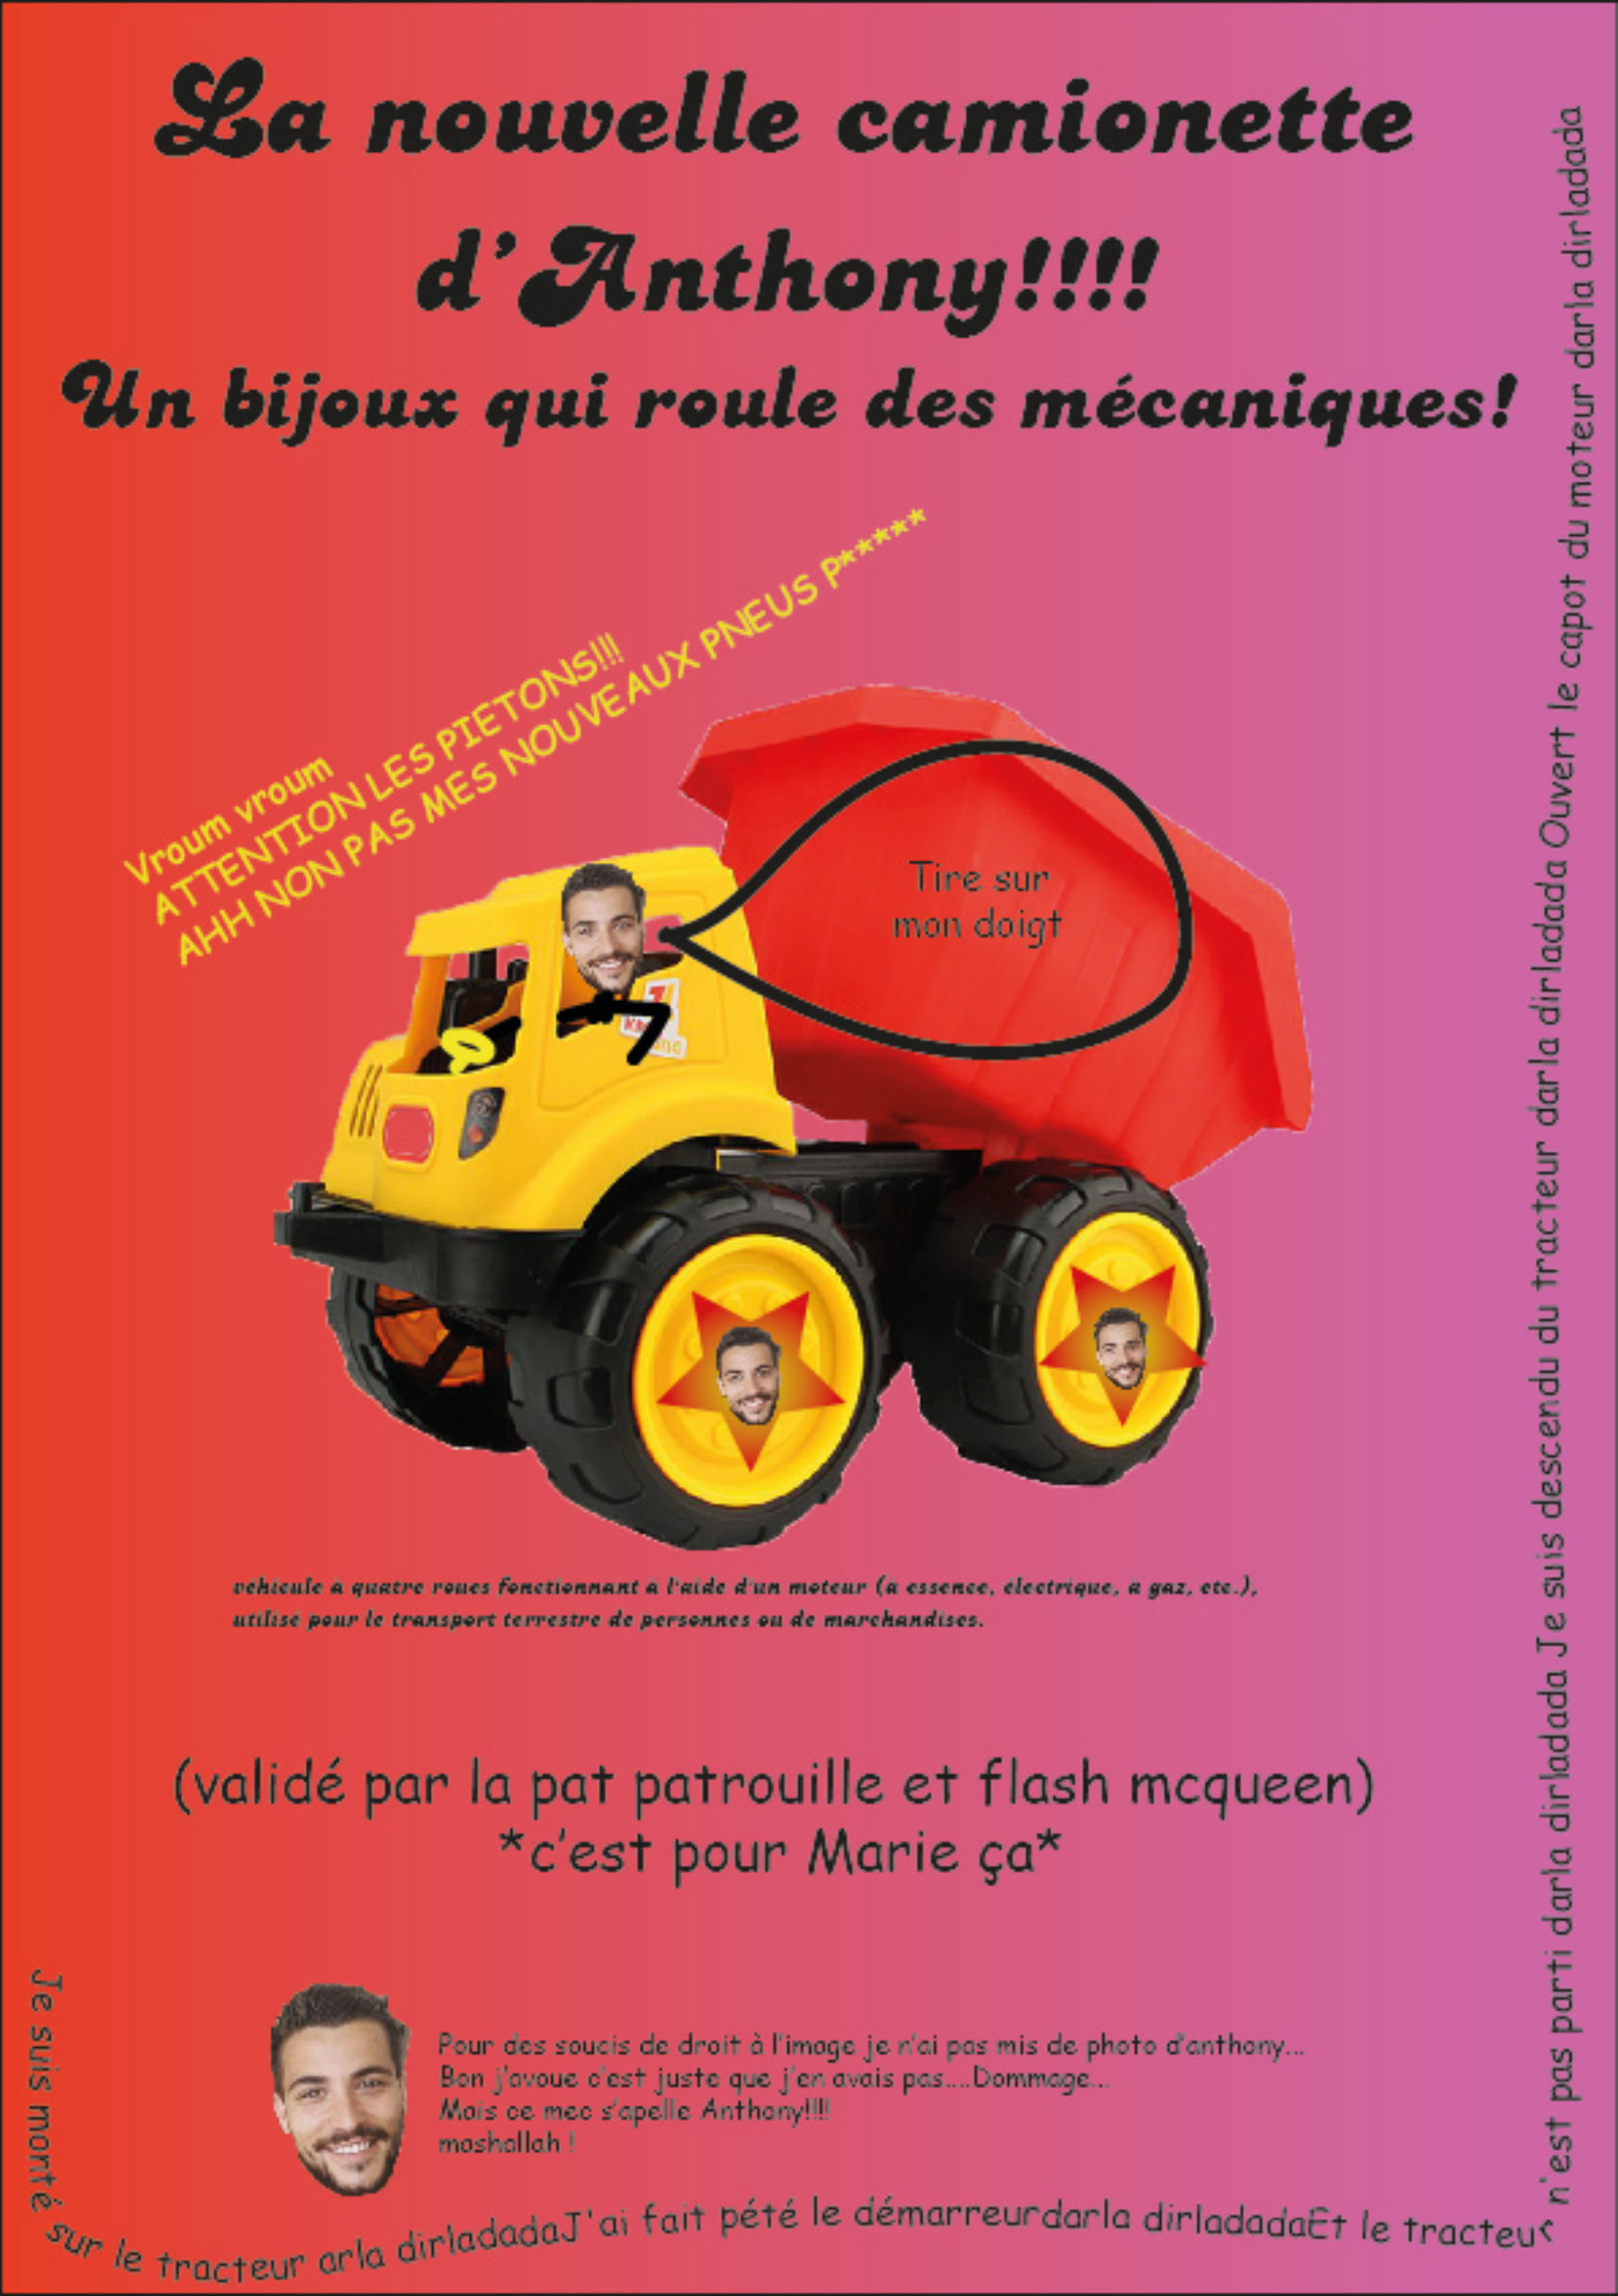 La nouvelle camionette
d'Anthony!!!!
Un bijoux qui roule des mécaniques!
Vroum vroum
ATTENTION LES PIETONS!!!
AHH NON PAS MES NOUVEAUX PNEUS P*****
Tire sur
mon doigt
véhicule à quatre roues fonctionnant à l'aide d'un moteur (à essence, électrique, à gaz, etc.),
utilisé pour le transport terrestre de personnes ou de marchandises.
(validé par la pat patrouille et flash mcqueen)
*c'est pour Marie ça*
Pour des soucis de droit à l'image je n'ai pas mis de photo d'anthony...
Bon j'avoue c'est juste que j'en avais pas....Dommage...
Mais ce mec s'apelle Anthony!!!!
mashallah !
Je suis monté sur le tracteur arla dirladadaJ'ai fait pété le démarreurdarla dirladadaEt le tracteur n'est pas parti darla dirladada Je suis descendu du tracteur darla dirladada Ouvert le capot du moteur darla dirladada